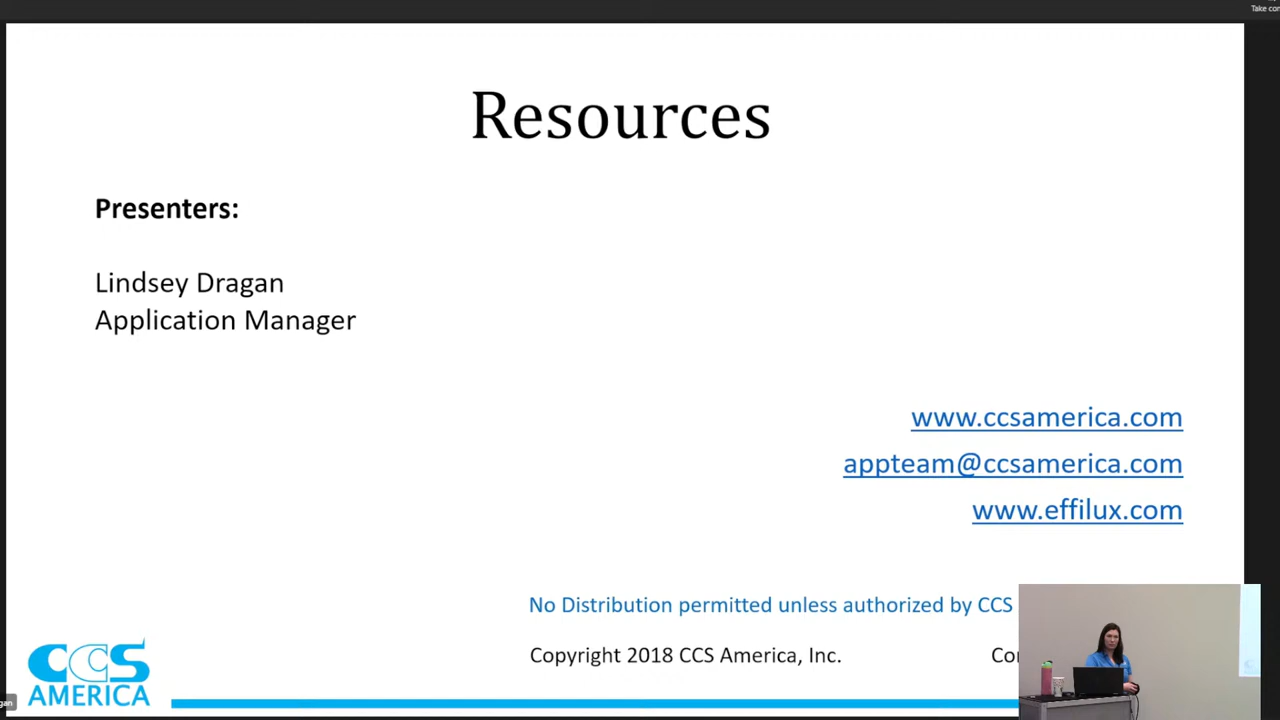 Resources
Presenters:
Lindsey Dragan
Application Manager
www.ccsamerica.com
appteam@ccsamerica.com
www.effilux.com
No Distribution permitted unless authorized by CCS
Copyright 2018 CCS America, Inc.
CCS
AMERICA